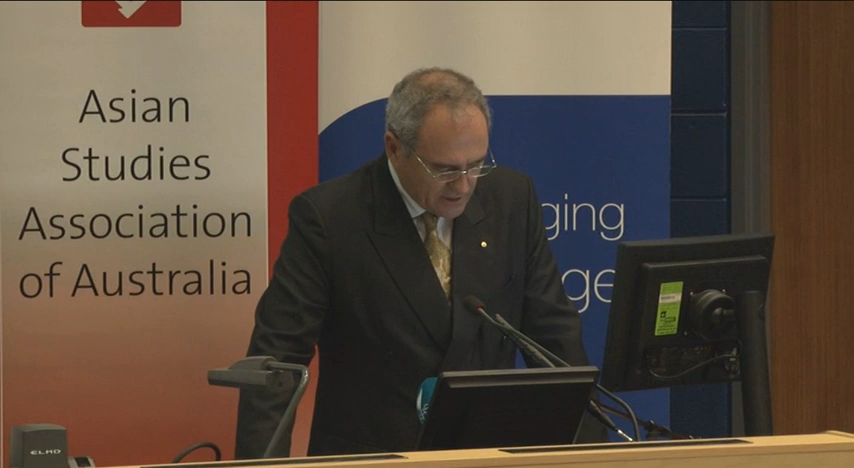 Asian
Studies
Association
of Australia
ging
ge
ELMO